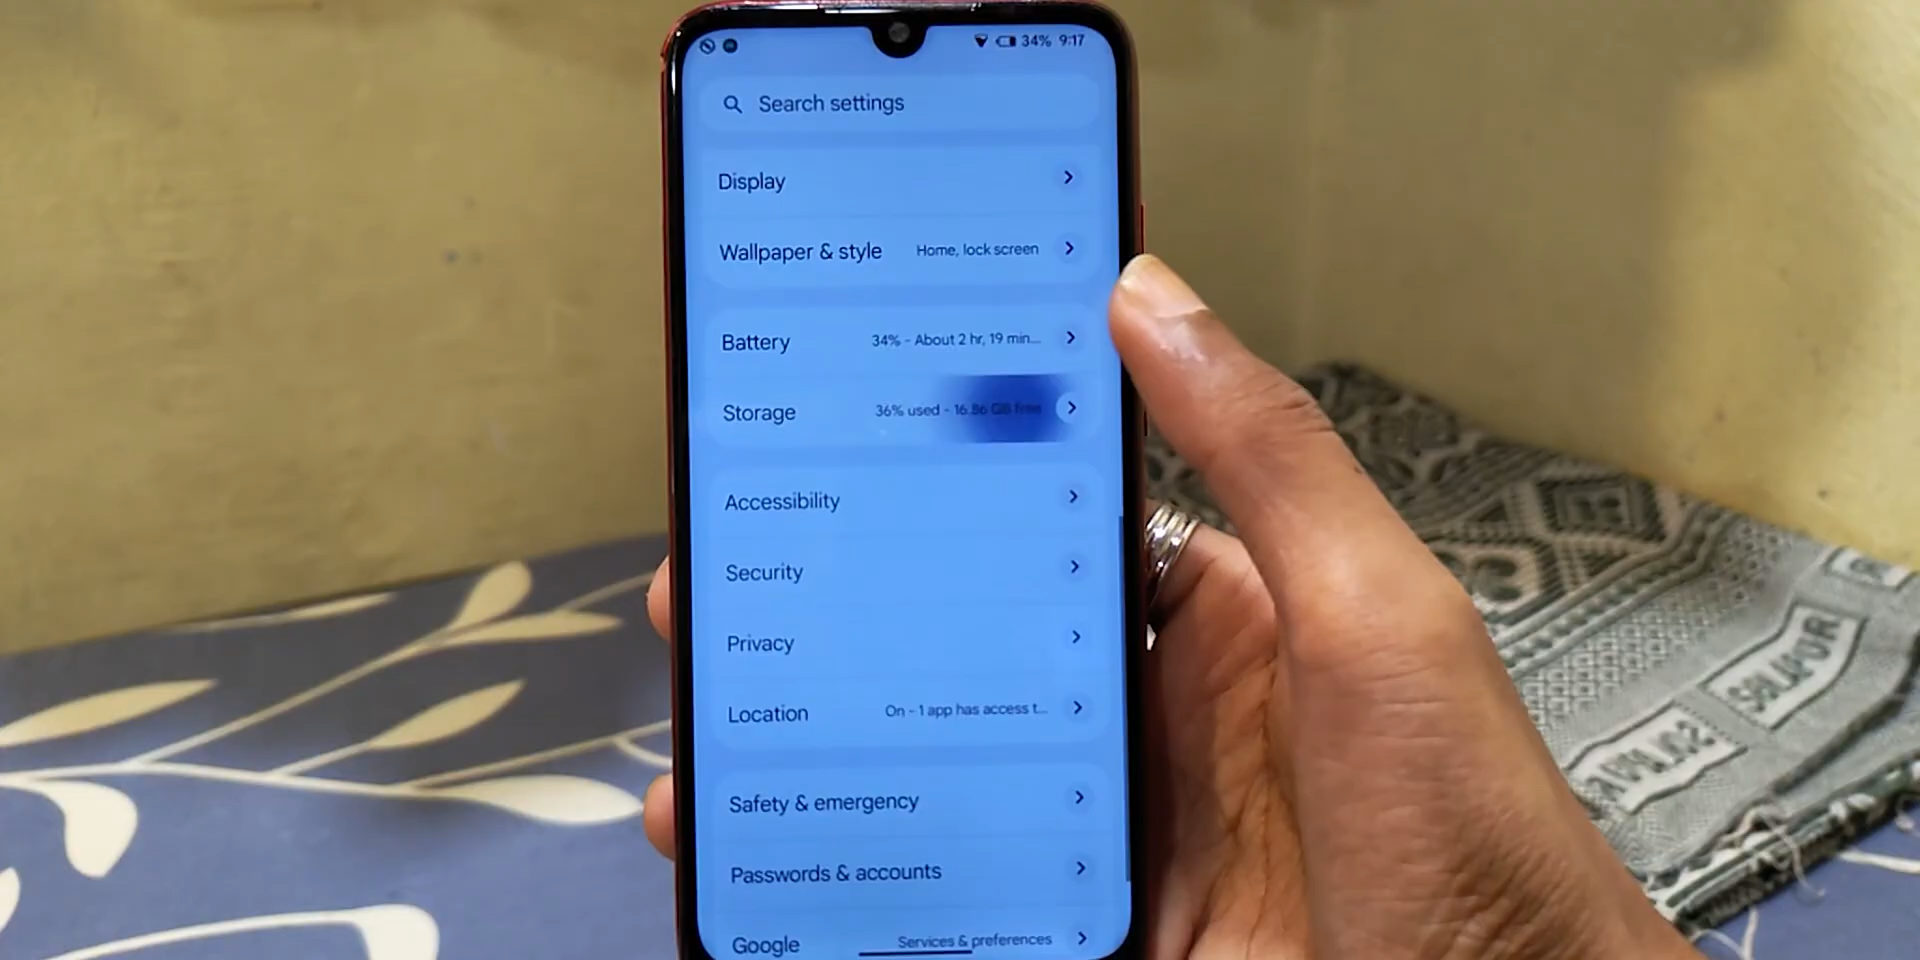 34% 9:17
Search settings
Display
Wallpaper & style Home, lock screen
Battery 34% - About 2 hr, 19 min...
Storage 36% used - 16.86 GB free
Accessibility
Security
Privacy
Location On - 1 app has access t...
Safety & emergency
Passwords & accounts
Google Services & preferences
SOLAPUR